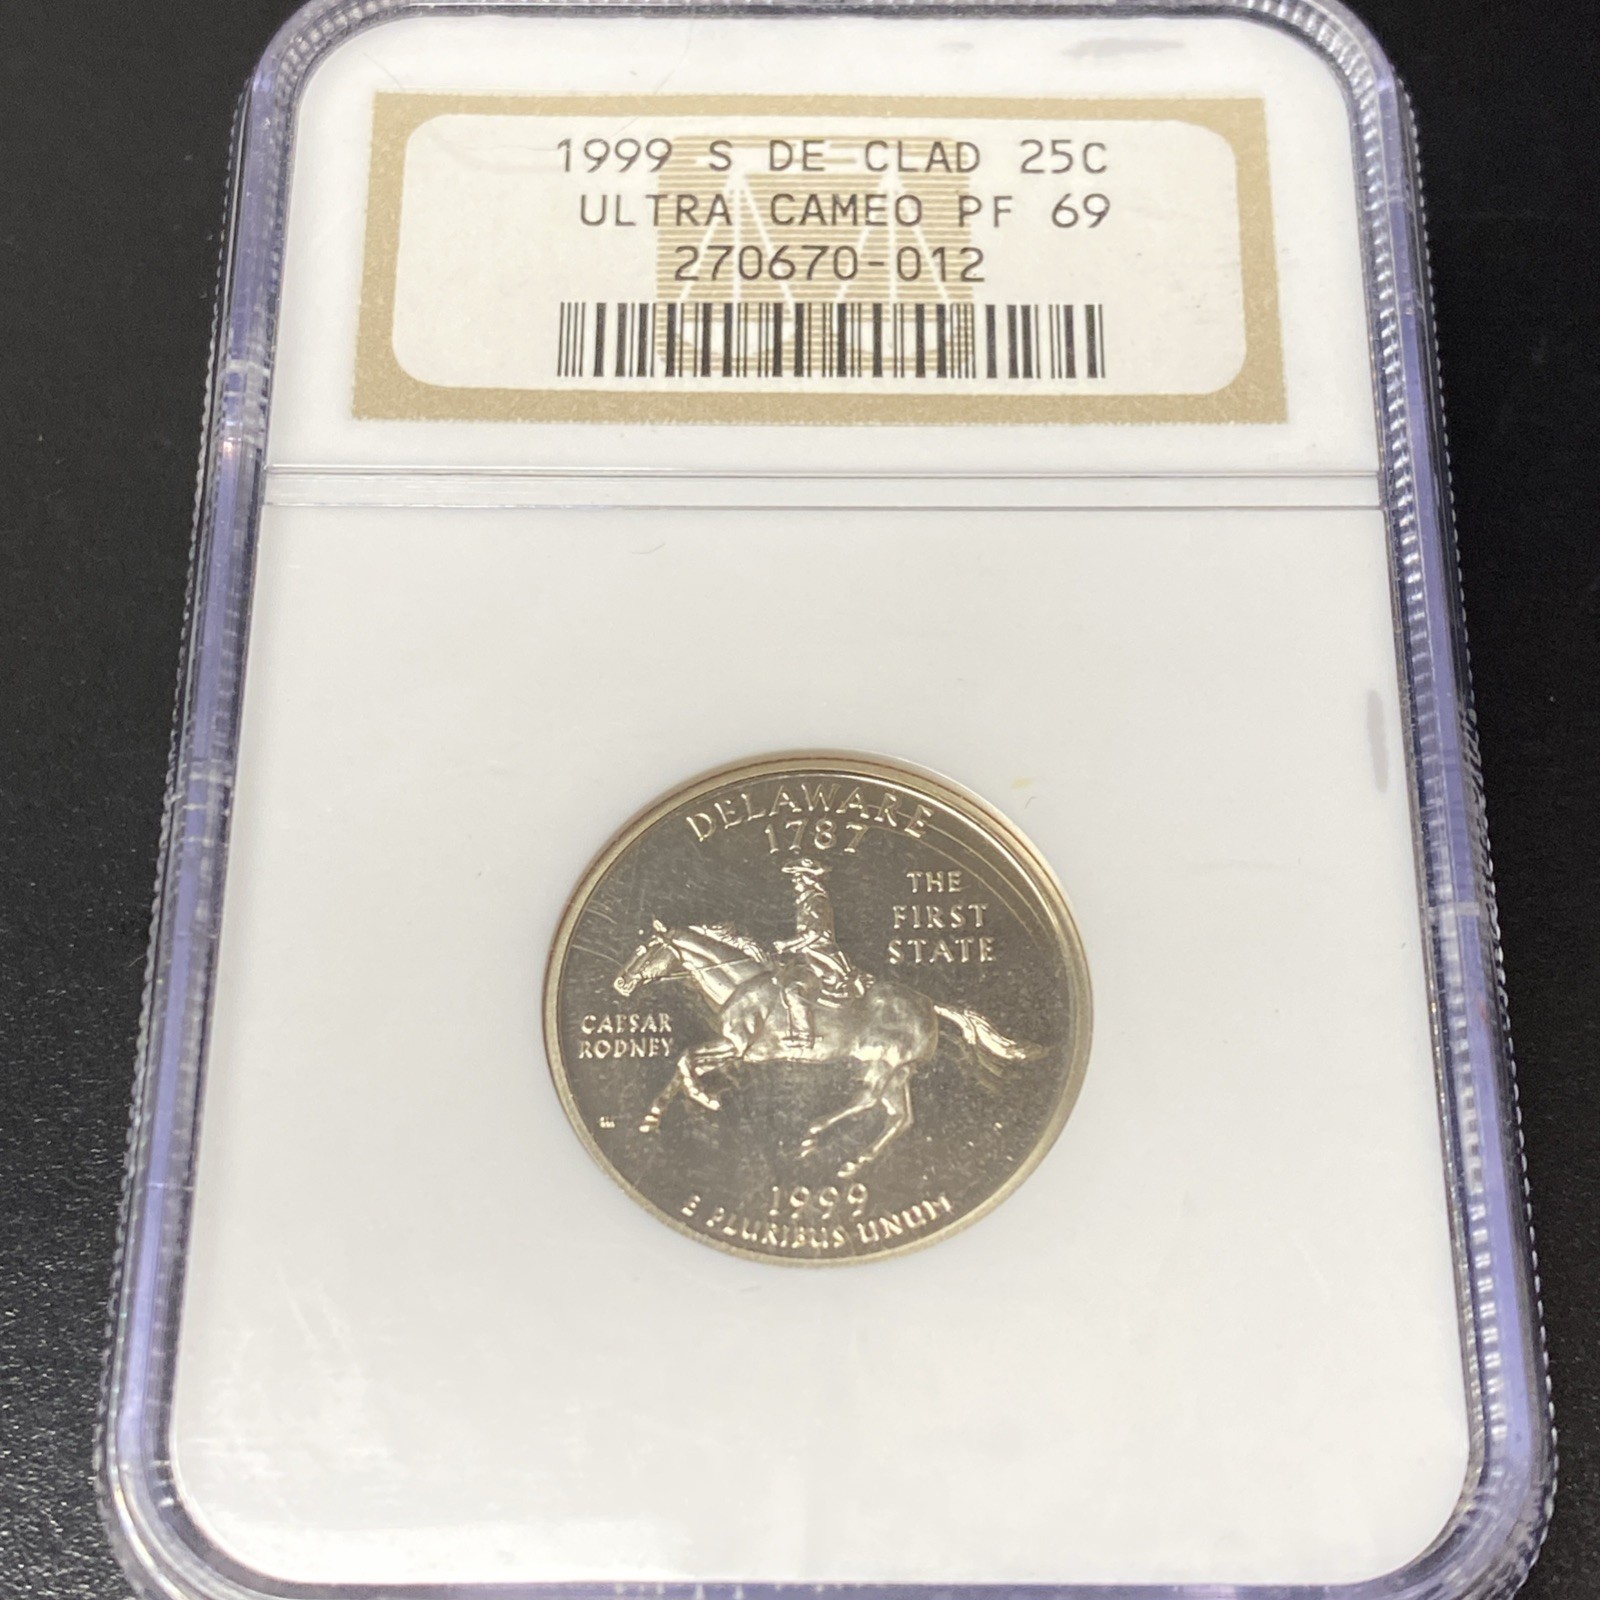 1999 S DE CLAD 25C
ULTRA CAMEO PF 69
270670-012
DELAWARE
1787
THE
FIRST
STATE
CAESAR
RODNEY
1999
E PLURIBUS UNUM